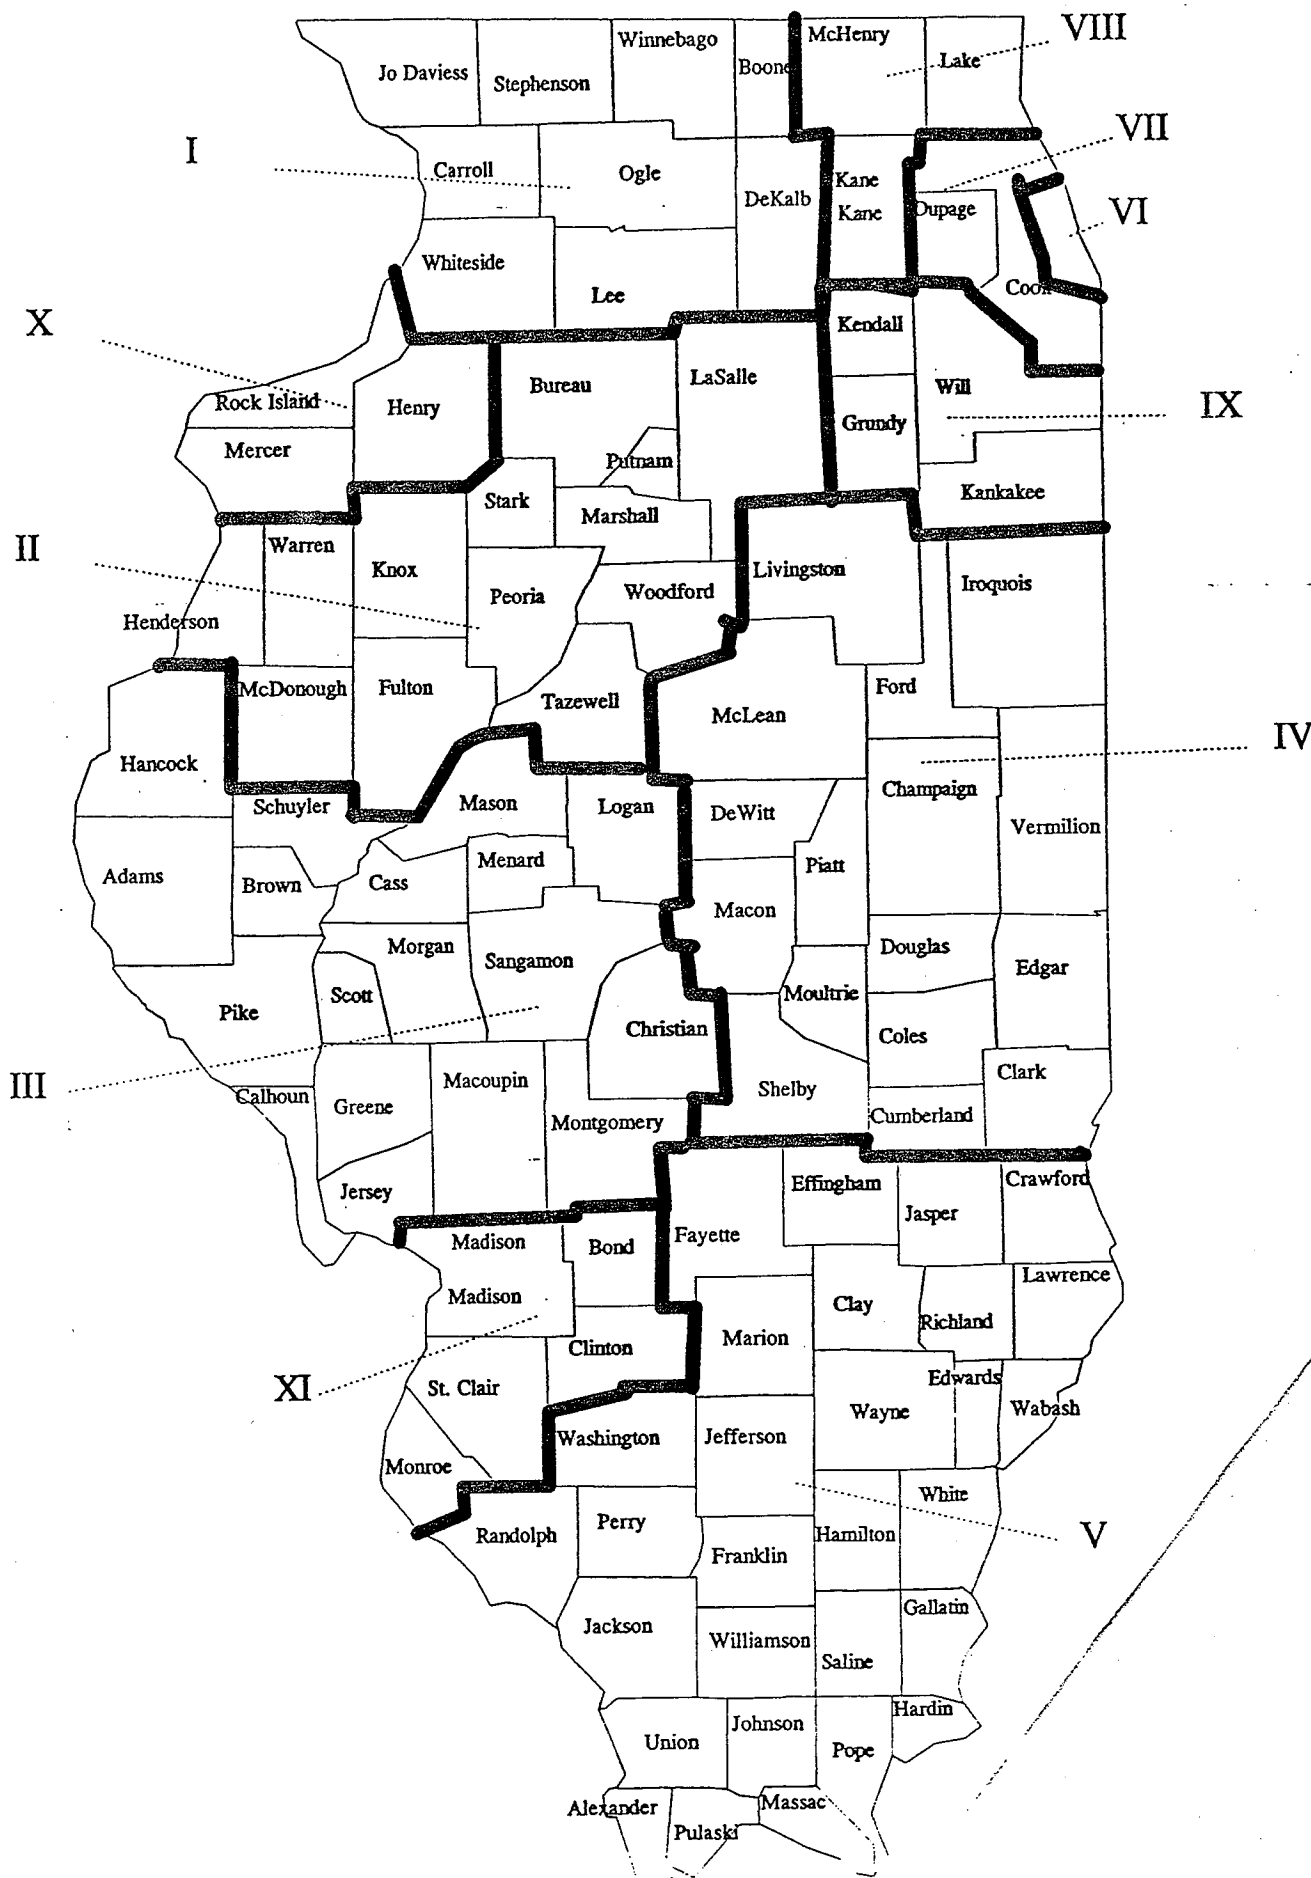 VIII
McHenry
Winnebago
Lake
Boone
Jo Daviess
Stephenson
VII
I
Carroll
Ogle
Kane
DeKalb
Kane
Dupage
VI
Whiteside
Lee
Cook
X
Kendall
Bureau
LaSalle
Will
Rock Island
Henry
IX
Grundy
Mercer
Putnam
Stark
Kankakee
Marshall
II
Warren
Knox
Livingston
Iroquois
Peoria
Woodford
Henderson
McDonough
Fulton
Ford
Tazewell
McLean
IV
Hancock
Champaign
Schuyler
Mason
Logan
DeWitt
Vermilion
Adams
Brown
Cass
Menard
Piatt
Macon
Morgan
Sangamon
Douglas
Edgar
Scott
Moultrie
Pike
Christian
Coles
III
Macoupin
Clark
Calhoun
Greene
Shelby
Montgomery
Cumberland
Jersey
Effingham
Crawford
Jasper
Madison
Bond
Fayette
Madison
Clay
Lawrence
Richland
Marion
Clinton
XI
St. Clair
Edwards
Wayne
Wabash
Washington
Jefferson
Monroe
White
Randolph
Perry
Hamilton
V
Franklin
Gallatin
Jackson
Williamson
Saline
Hardin
Union
Johnson
Pope
Alexander
Massac
Pulaski